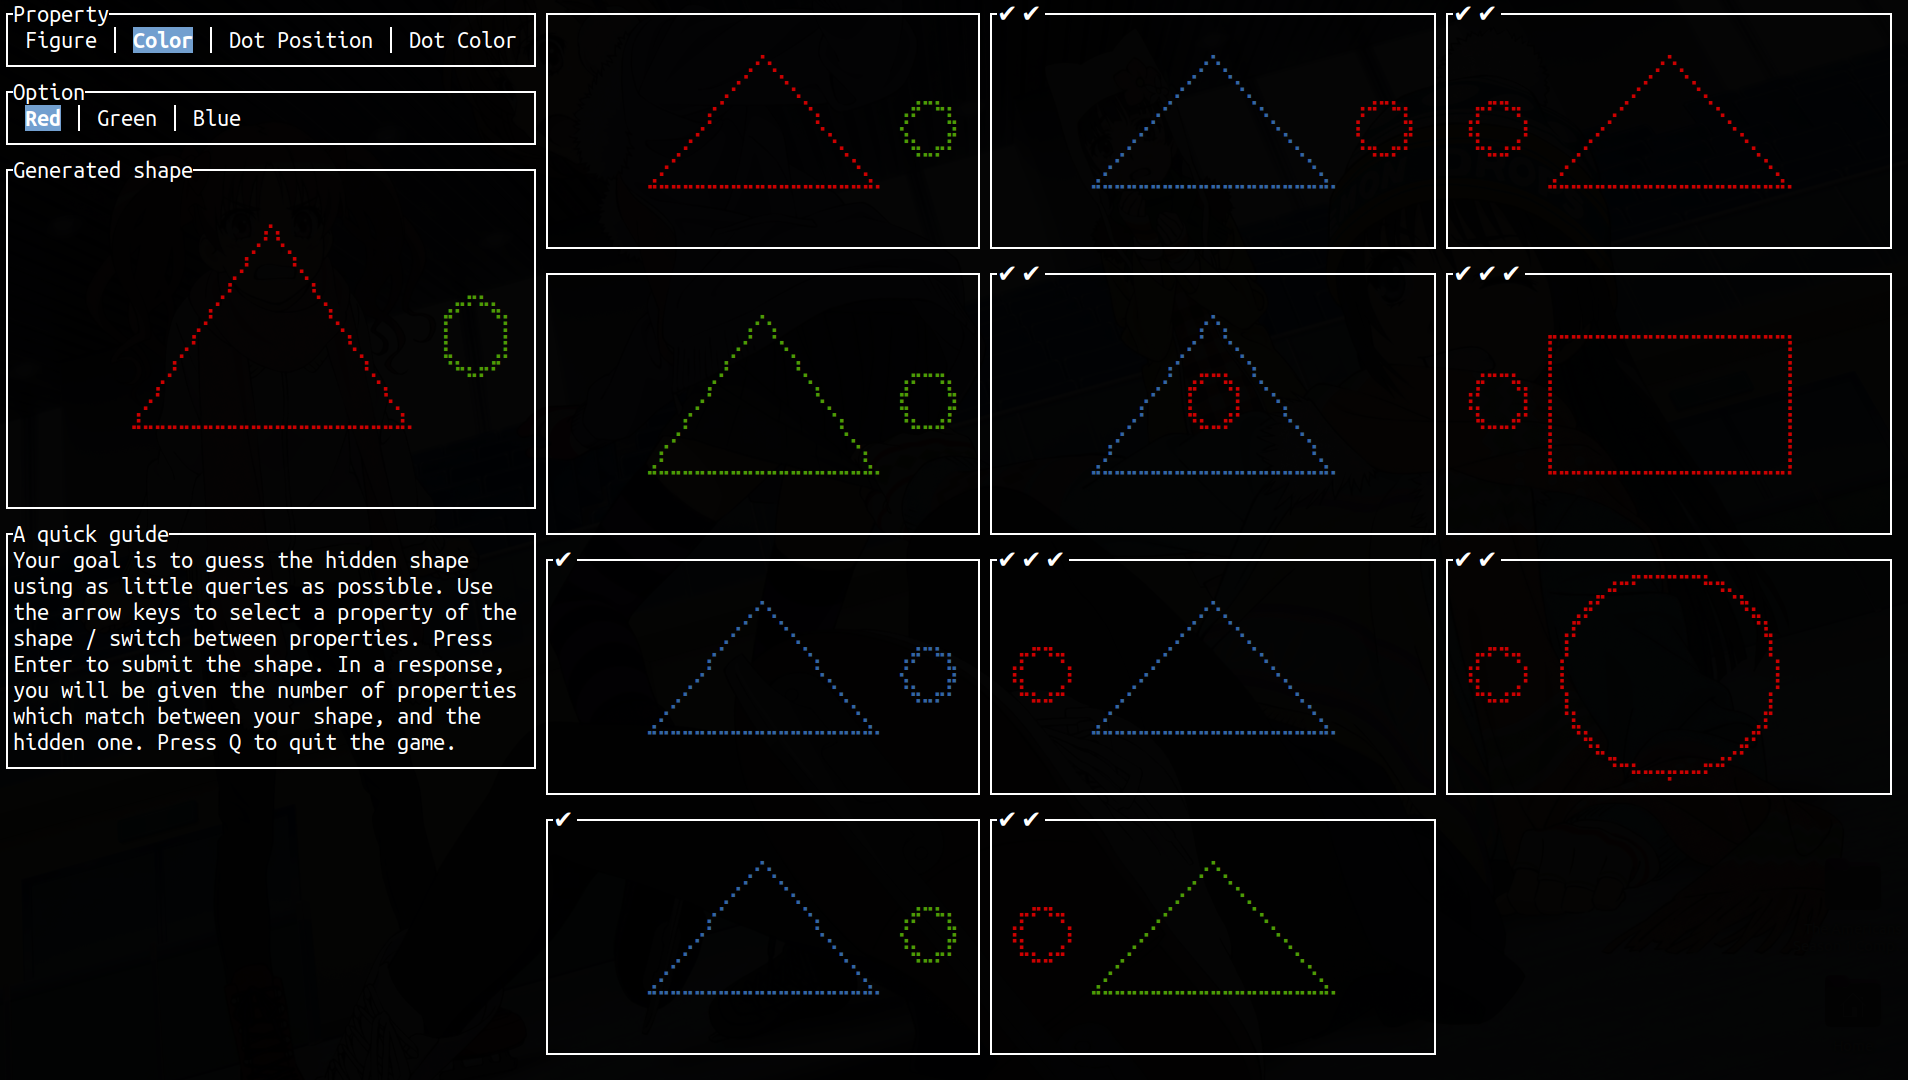 Property
Figure | Color | Dot Position | Dot Color
Option
Red | Green | Blue
Generated shape
A quick guide
Your goal is to guess the hidden shape
using as little queries as possible. Use
the arrow keys to select a property of the
shape / switch between properties. Press
Enter to submit the shape. In a response,
you will be given the number of properties
which match between your shape, and the
hidden one. Press Q to quit the game.
✔ ✔
✔ ✔
✔ ✔
✔ ✔ ✔
✔
✔ ✔ ✔
✔ ✔
✔
✔ ✔